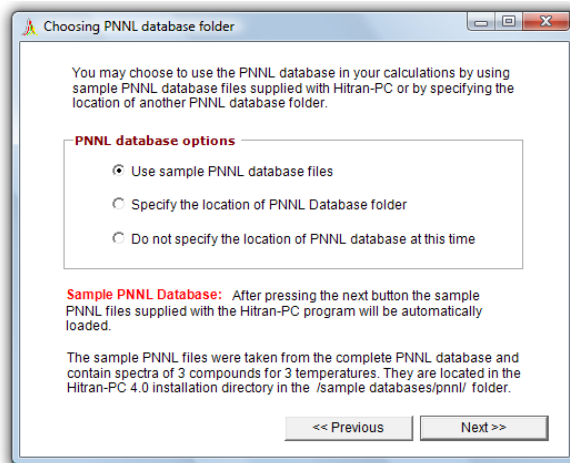 Choosing PNNL database folder
You may choose to use the PNNL database in your calculations by using
sample PNNL database files supplied with Hitran-PC or by specifying the
location of another PNNL database folder.
PNNL database options
Use sample PNNL database files
Specify the location of PNNL Database folder
Do not specify the location of PNNL database at this time
Sample PNNL Database: After pressing the next button the sample
PNNL files supplied with the Hitran-PC program will be automatically
loaded.
The sample PNNL files were taken from the complete PNNL database and
contain spectra of 3 compounds for 3 temperatures. They are located in the
Hitran-PC 4.0 installation directory in the /sample databases/pnnl/ folder.
<< Previous Next >>